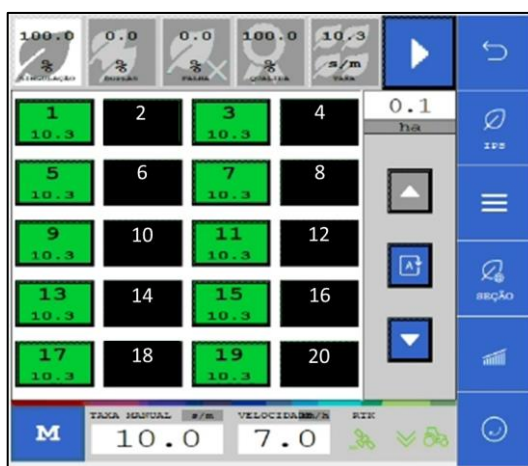 100.0 0.0 0.0 100.0 10.3
% % % % s/m
SINGULAÇÃO DUPLAS FALHA QUALIDA TAXA
1 2 3 4
10.3 10.3
0.1
ha
5 6 7 8
10.3 10.3
9 10 11 12
10.3 10.3
13 14 15 16
10.3 10.3
17 18 19 20
10.3 10.3
A
IPS
SEÇÃO
TAXA MANUAL s/m VELOCIDADE km/h RTK
M 10.0 7.0